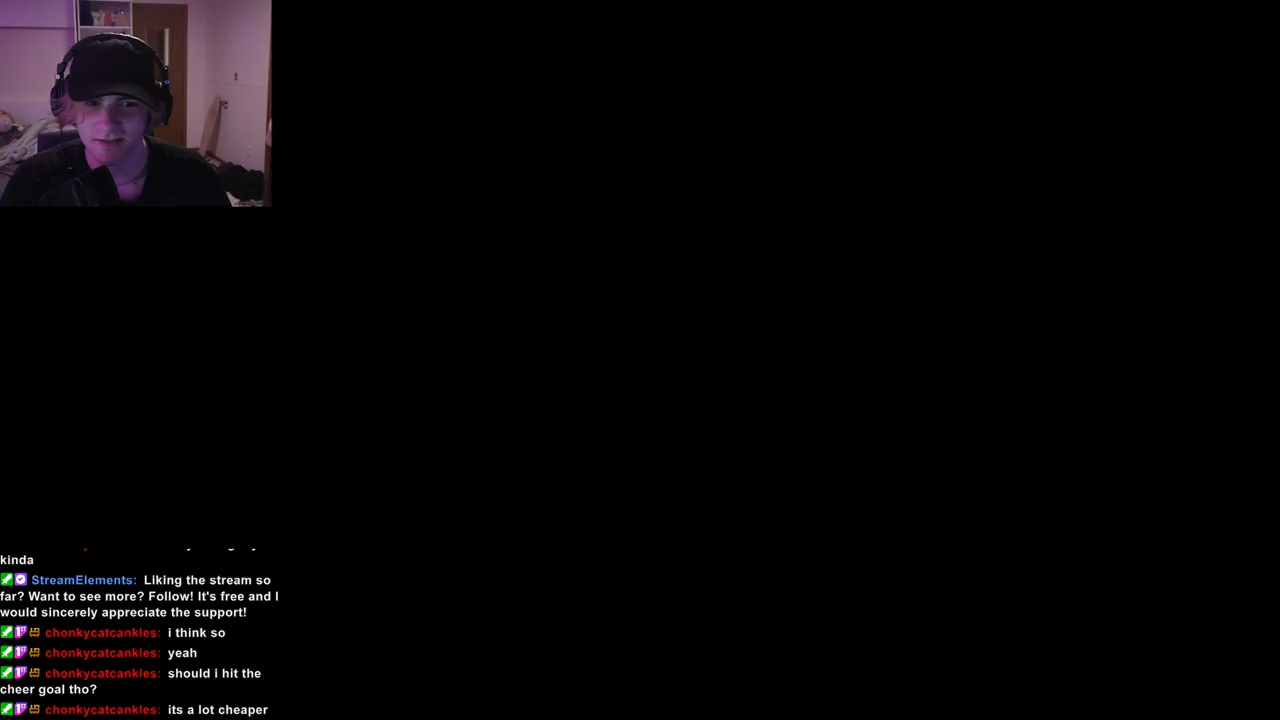 kinda
StreamElements: Liking the stream so
far? Want to see more? Follow! It's free and I
would sincerely appreciate the support!
chonkycatcankles: i think so
chonkycatcankles: yeah
chonkycatcankles: should i hit the
cheer goal tho?
chonkycatcankles: its a lot cheaper